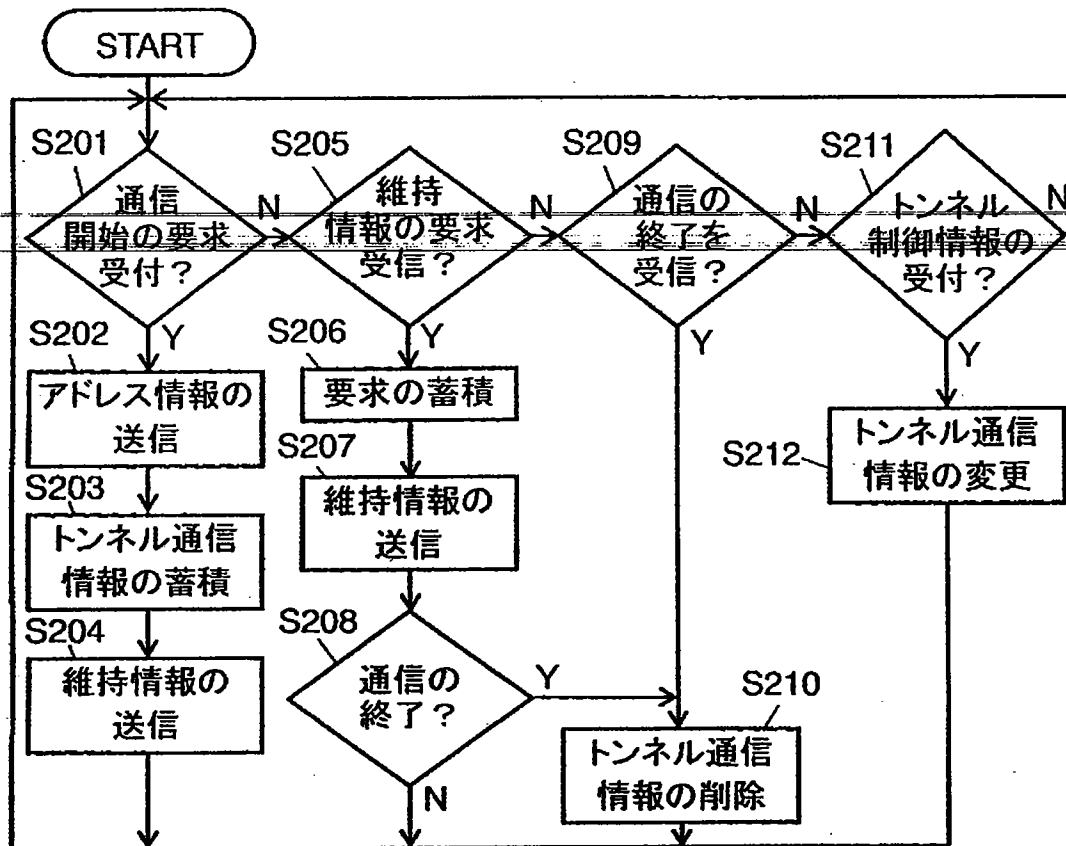 START
S201
通信
開始の要求
受付？
N
Y
S202
アドレス情報の
送信
S203
トンネル通信
情報の蓄積
S204
維持情報の
送信
S205
維持
情報の要求
受信？
N
Y
S206
要求の蓄積
S207
維持情報の
送信
S208
通信の
終了？
Y
N
S209
通信の
終了を
受信？
N
Y
S210
トンネル通信
情報の削除
S211
トンネル
制御情報の
受付？
N
Y
S212
トンネル通信
情報の変更